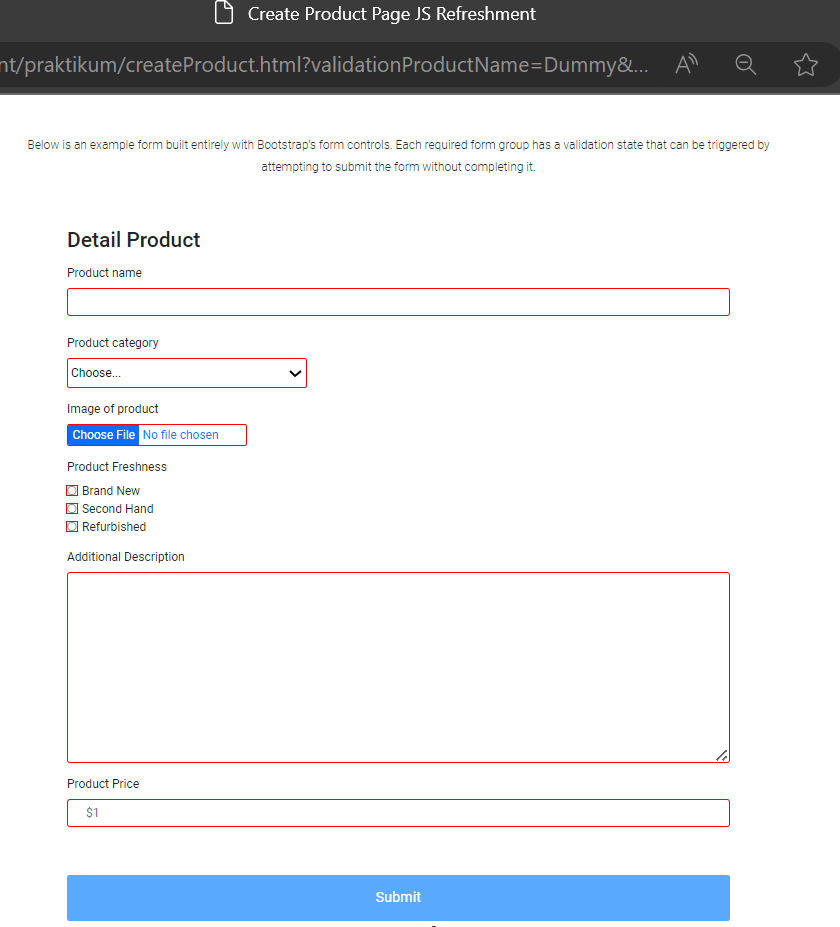 Create Product Page JS Refreshment
nt/praktikum/createProduct.html?validationProductName=Dummy&...
Below is an example form built entirely with Bootstrap's form controls. Each required form group has a validation state that can be triggered by
attempting to submit the form without completing it.
Detail Product
Product name
Product category
Choose...
Image of product
Choose File No file chosen
Product Freshness
Brand New
Second Hand
Refurbished
Additional Description
Product Price
$1
Submit